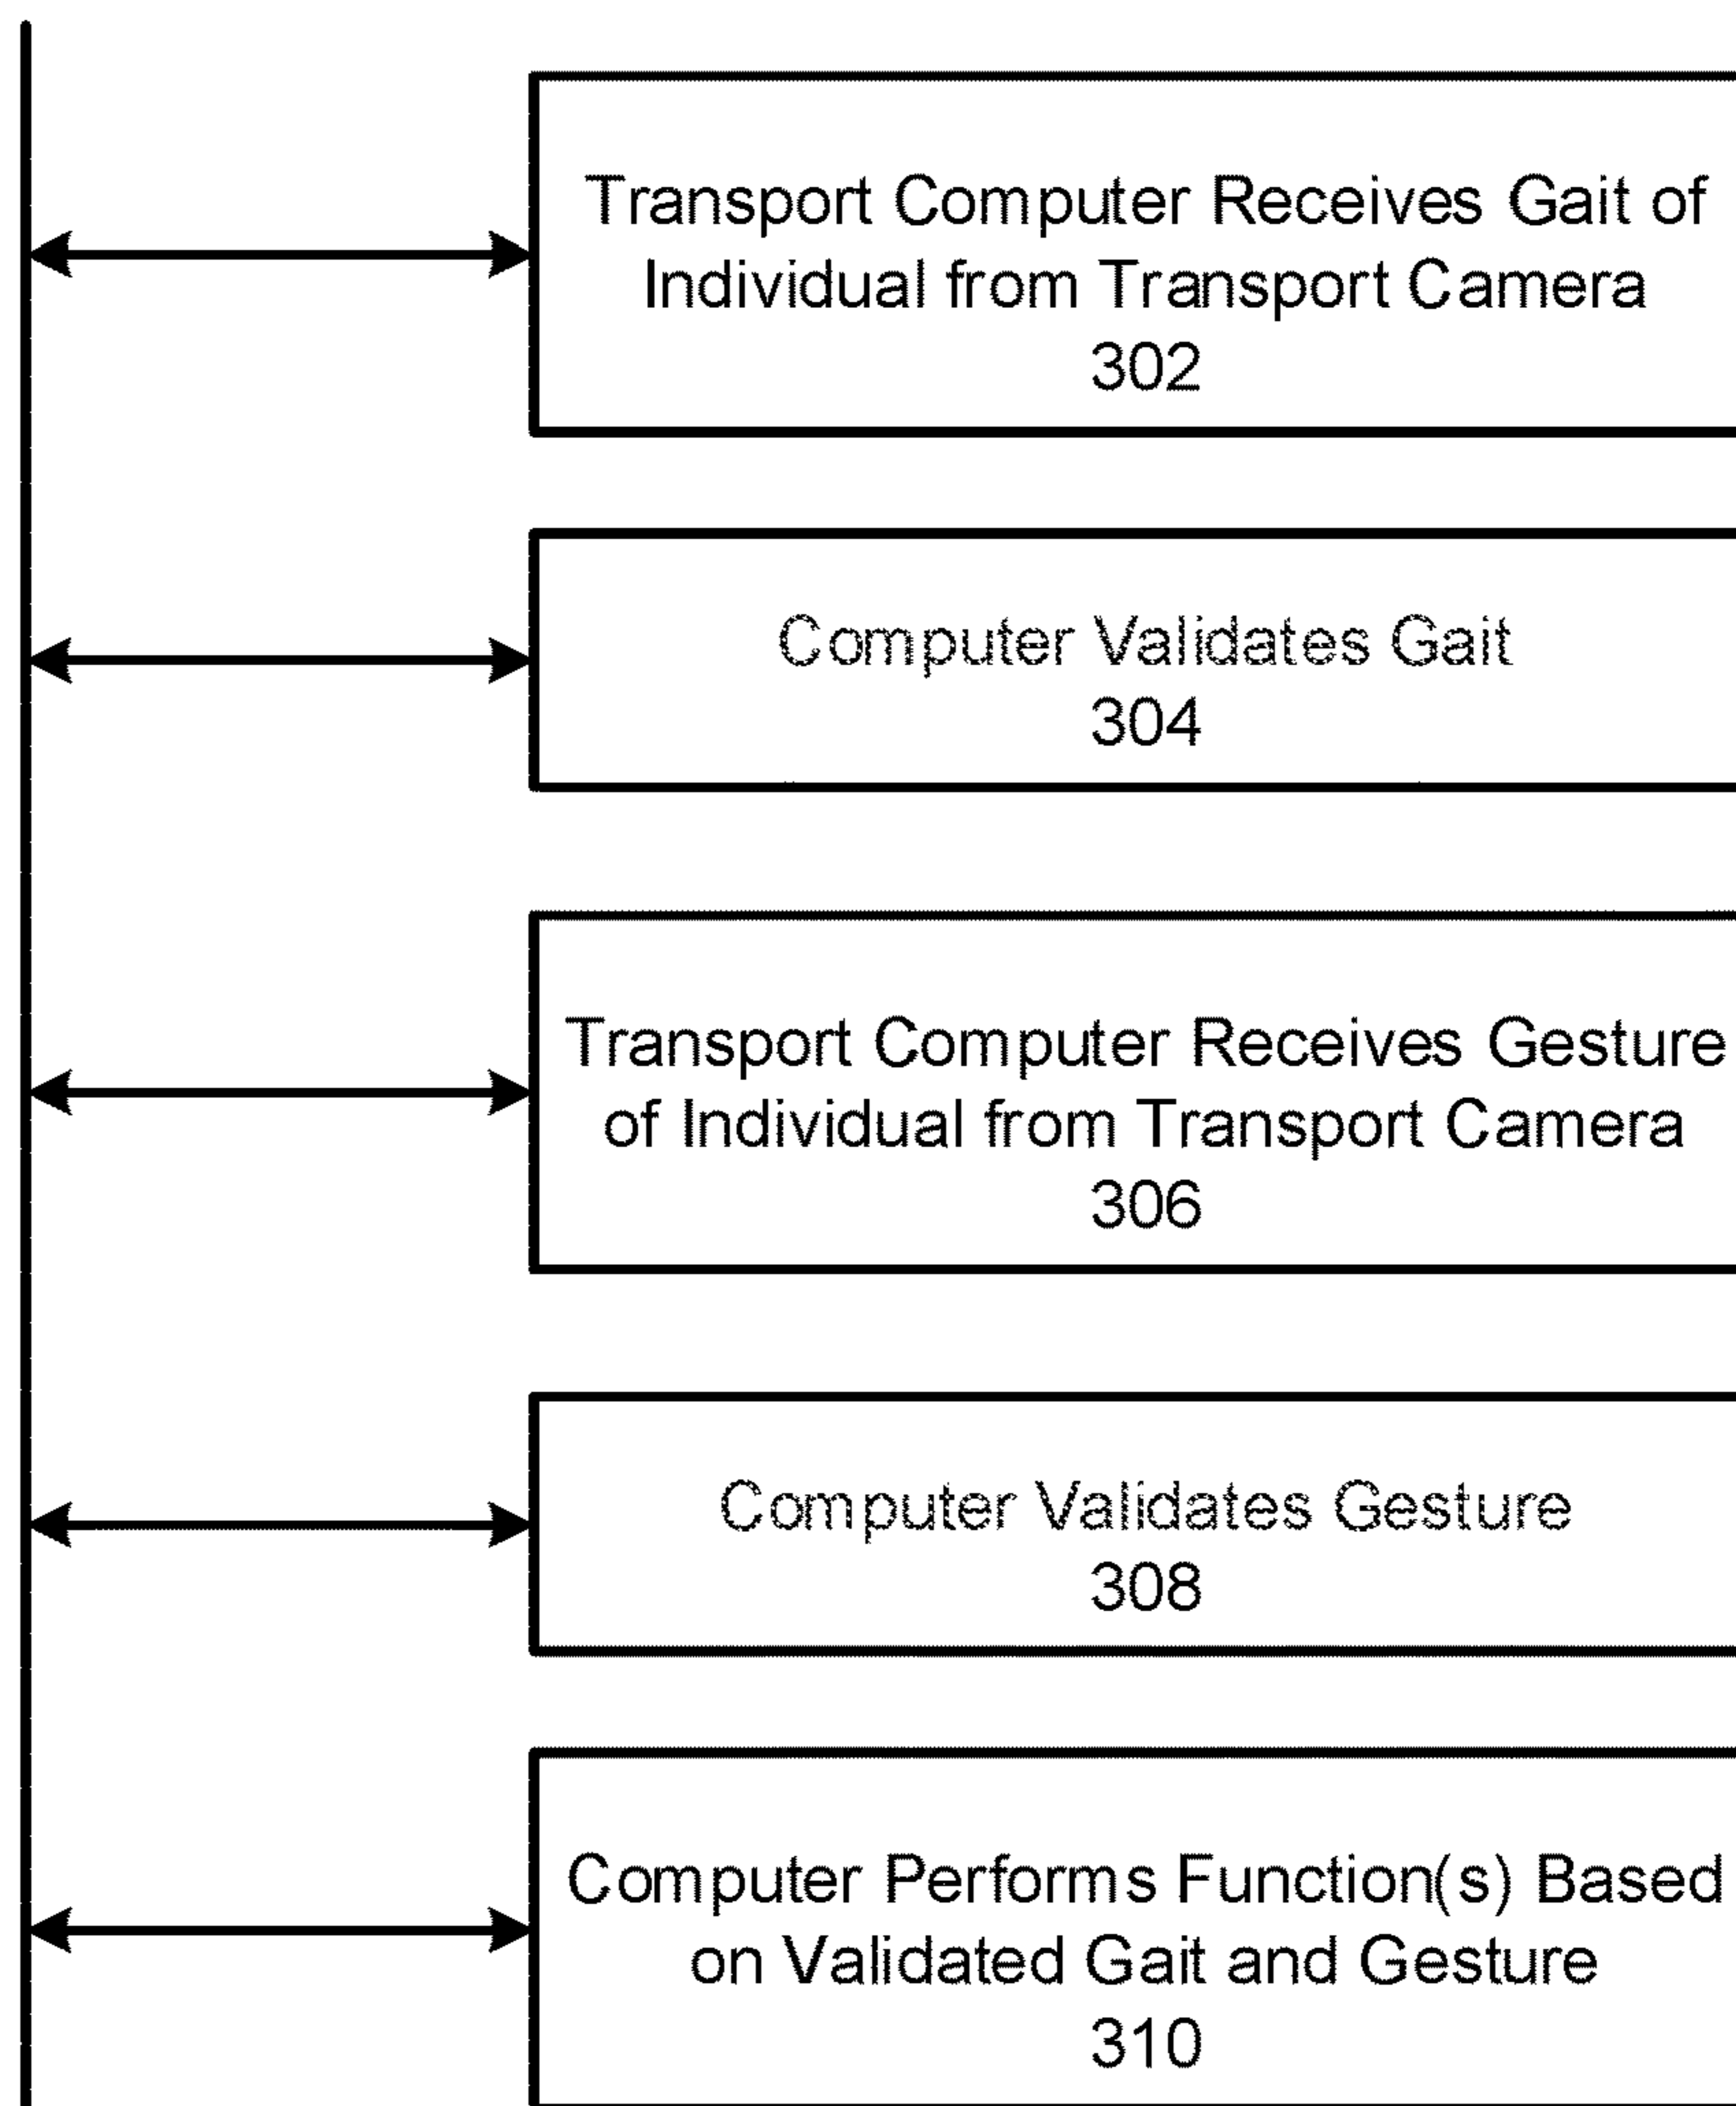 Transport Computer Receives Gait of
Individual from Transport Camera
302
Computer Validates Gait
304
Transport Computer Receives Gesture
of Individual from Transport Camera
306
Computer Validates Gesture
308
Computer Performs Function(s) Based
on Validated Gait and Gesture
310